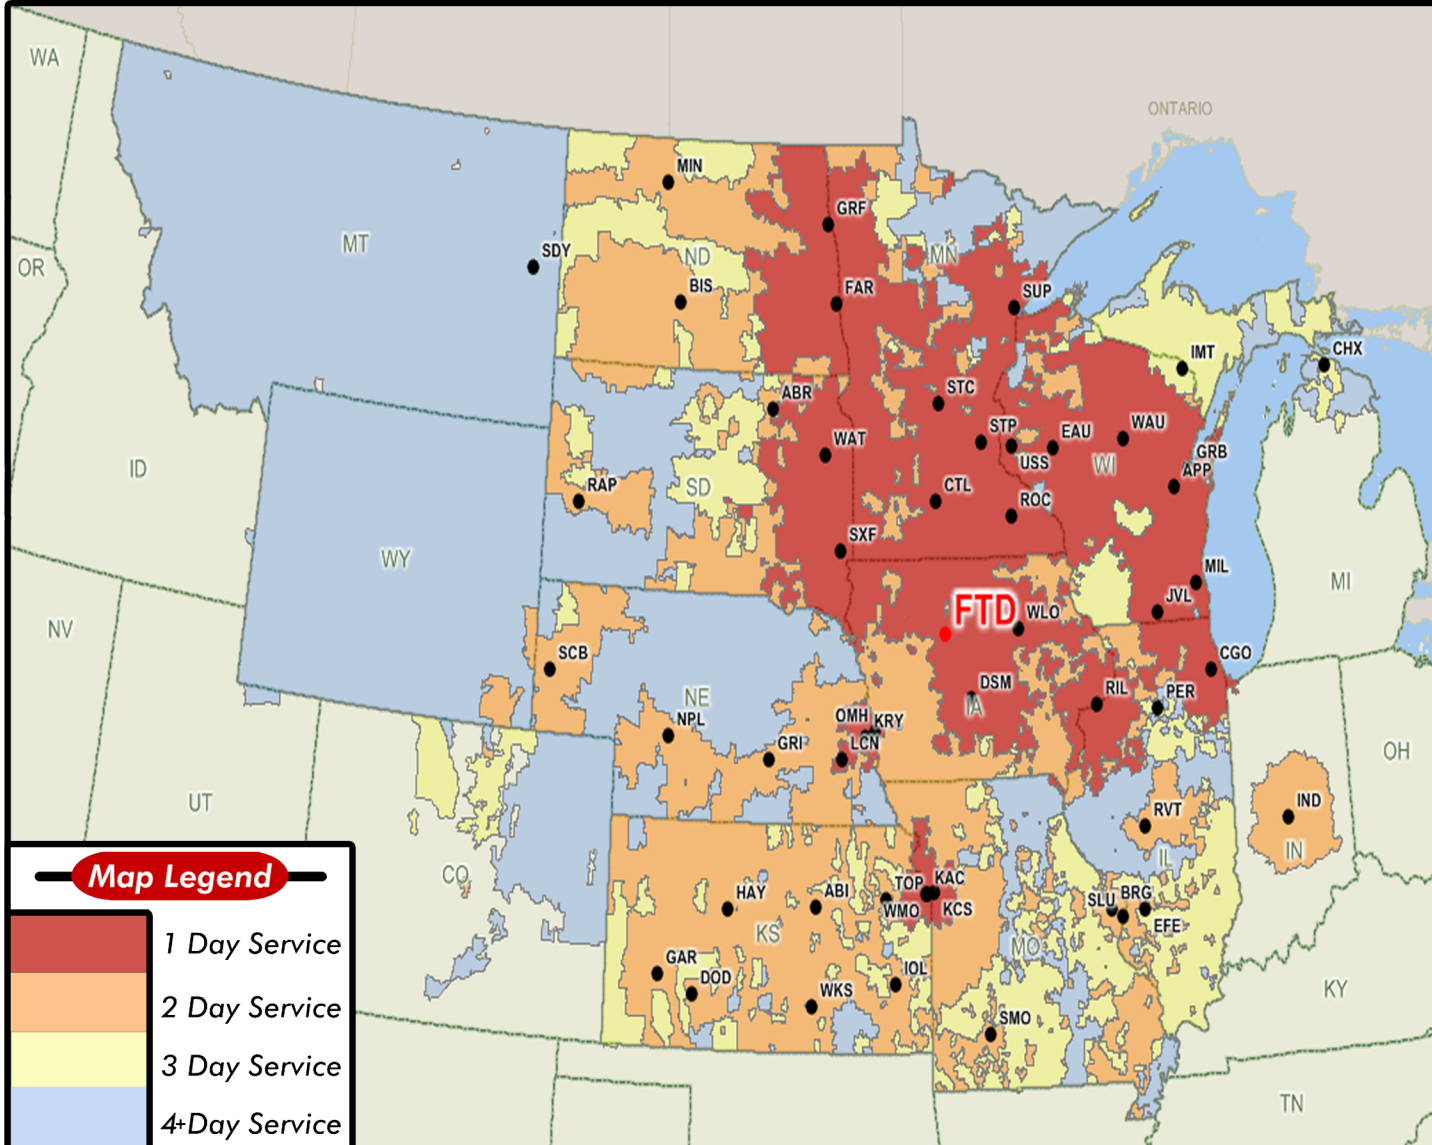 WA
ONTARIO
MIN
GRF
MT
SDY
ND
MN
OR
BIS
FAR
SUP
IMT
CHX
ABR
STC
WAT
STP
EAU
WAU
USS
WI
GRB
APP
ID
RAP
SD
CTL
ROC
SXF
WY
MIL
MI
JVL
FTD
WLO
NV
SCB
CGO
DSM
RIL
PER
NE
IA
OMH
KRY
NPL
GRI
LCN
OH
UT
RVT
IND
IN
IL
CO
Map Legend
HAY
ABI
TOP
KAC
WMO
KCS
SLU
BRG
EFE
KS
MO
1 Day Service
GAR
DOD
IOL
WKS
KY
2 Day Service
SMO
3 Day Service
TN
4+Day Service